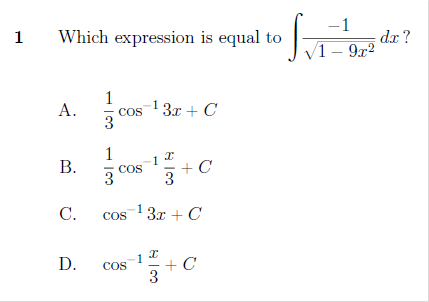 1 Which expression is equal to ∫ −1/√(1 − 9x²) dx ?
A. 1/3 cos⁻¹ 3x + C
B. 1/3 cos⁻¹ x/3 + C
C. cos⁻¹ 3x + C
D. cos⁻¹ x/3 + C